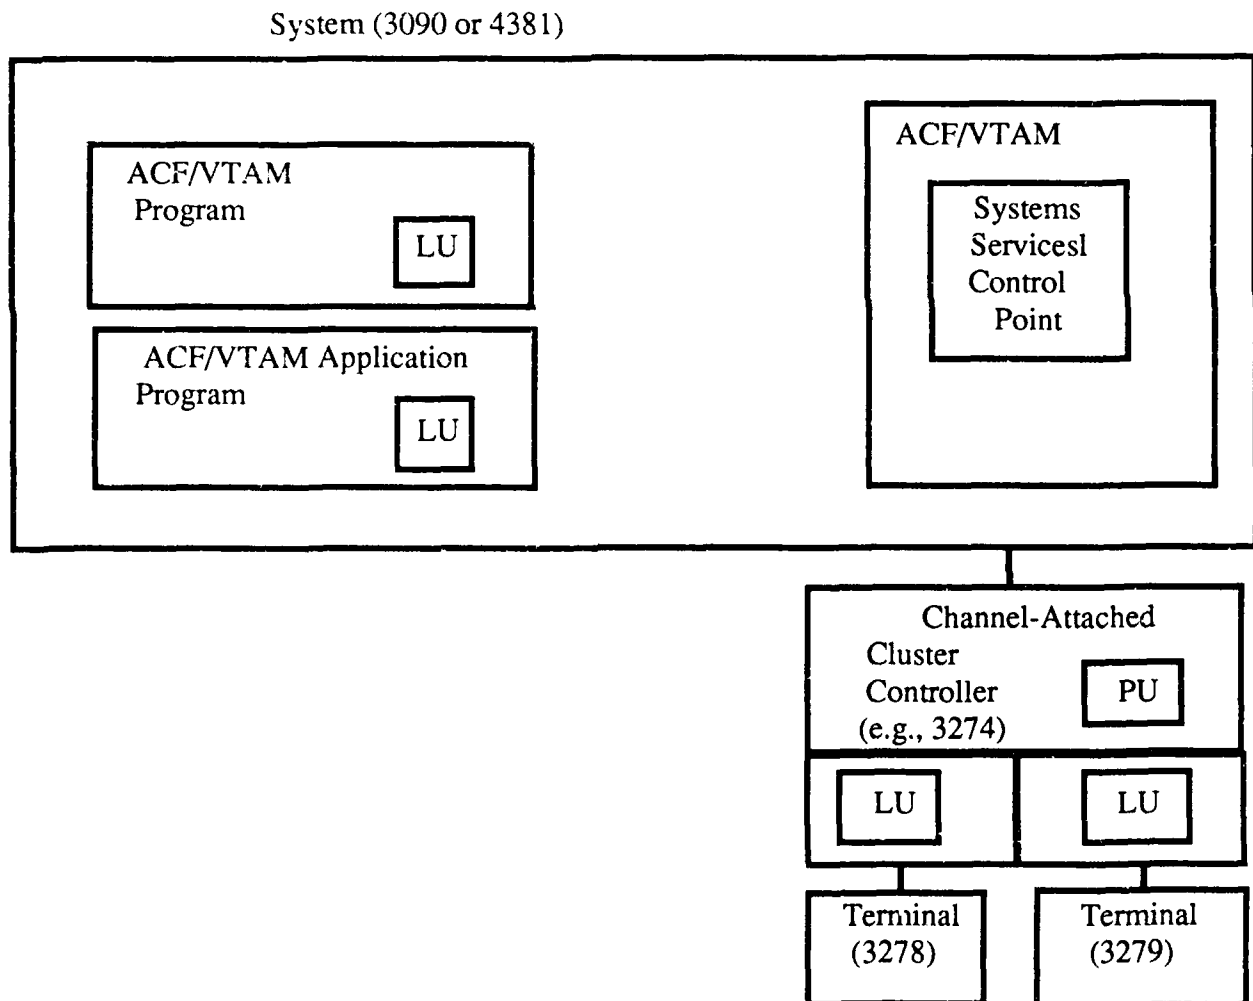 System (3090 or 4381)
ACF/VTAM
Program
LU
ACF/VTAM Application
Program
LU
ACF/VTAM
Systems
Servicesl
Control
Point
Channel-Attached
Cluster
Controller
(e.g., 3274)
PU
LU
LU
Terminal
(3278)
Terminal
(3279)